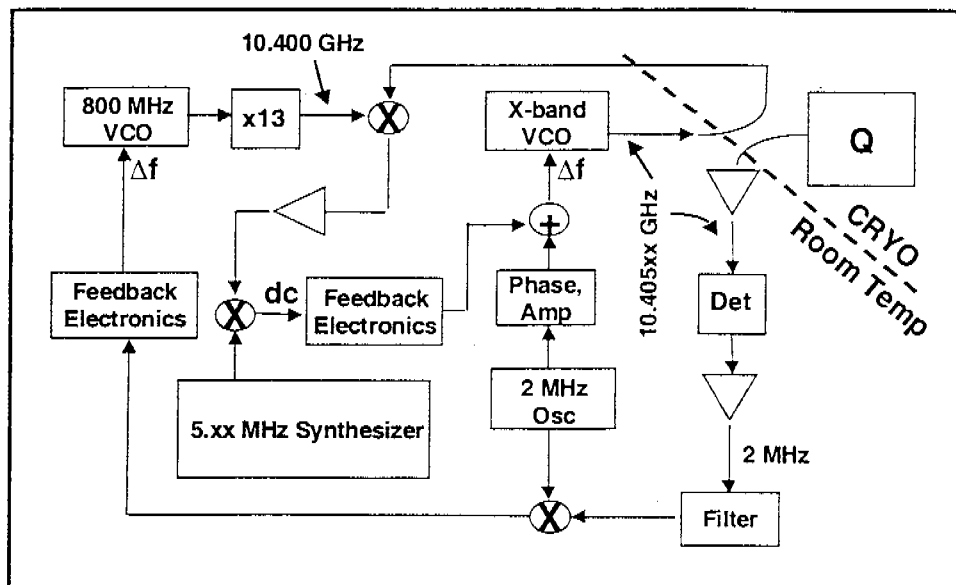 10.400 GHz
800 MHz
VCO
x13
X
X-band
VCO
Q
Δf
Δf
10.405xx GHz
CRYO
Room Temp
+
Feedback
Electronics
X
dc
Feedback
Electronics
Phase,
Amp
Det
5.xx MHz Synthesizer
2 MHz
Osc
2 MHz
X
Filter